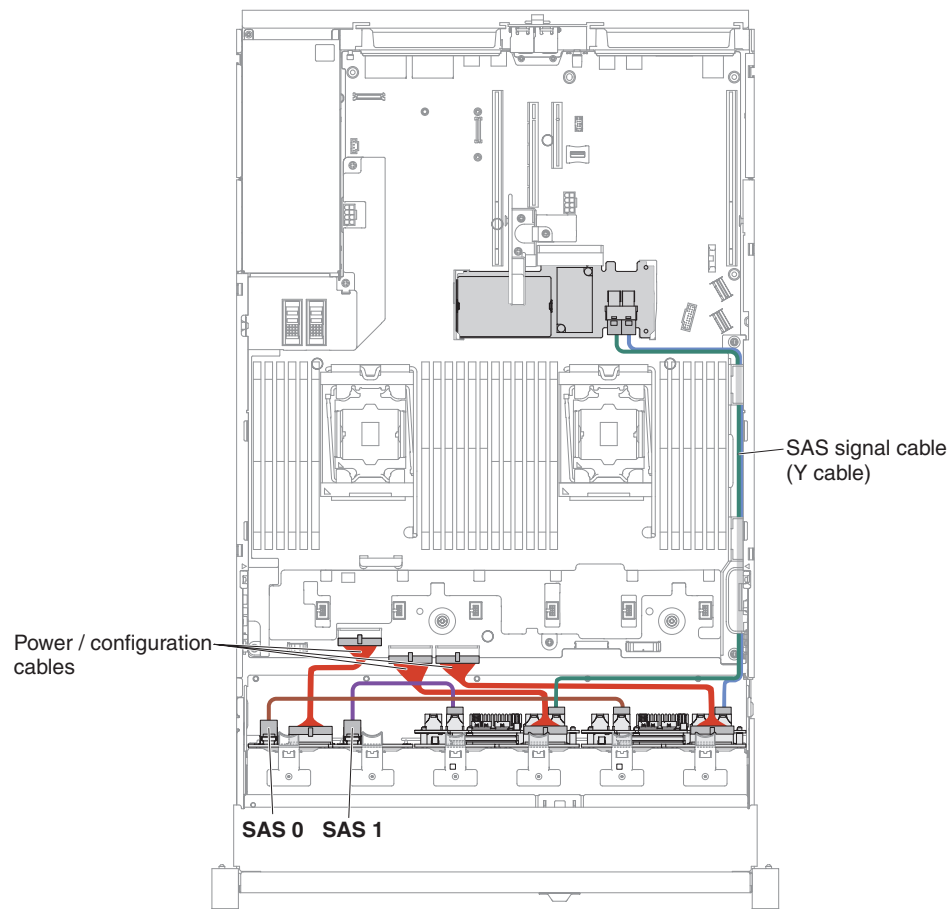 SAS signal cable
(Y cable)
Power / configuration
cables
SAS 0
SAS 1